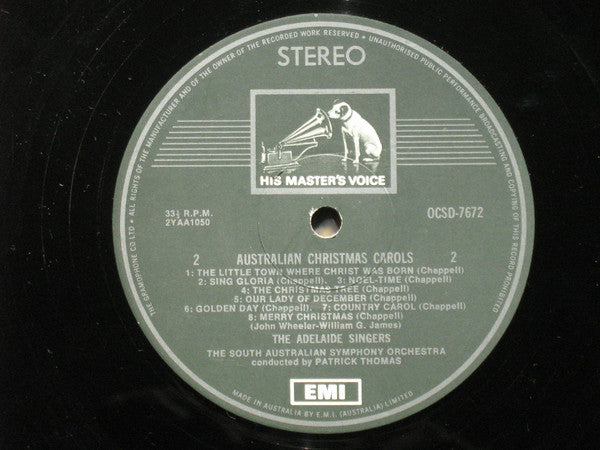 ALL RIGHTS OF THE MANUFACTURER AND OF THE OWNER OF THE RECORDED WORK RESERVED • UNAUTHORISED PUBLIC PERFORMANCE BROADCASTING AND COPYING OF THIS RECORD PROHIBITED • THE GRAMOPHONE CO LTD •
STEREO
HIS MASTER'S VOICE
33⅓ R.P.M. OCSD-7672
2YAA1050
2 AUSTRALIAN CHRISTMAS CAROLS 2
1: THE LITTLE TOWN WHERE CHRIST WAS BORN (Chappell)
2: SING GLORIA (Chappell). 3: NOEL-TIME (Chappell)
4: THE CHRISTMAS TREE (Chappell)
5: OUR LADY OF DECEMBER (Chappell)
6: GOLDEN DAY (Chappell). 7: COUNTRY CAROL (Chappell)
8: MERRY CHRISTMAS (Chappell)
(John Wheeler-William G. James)
THE ADELAIDE SINGERS
THE SOUTH AUSTRALIAN SYMPHONY ORCHESTRA
conducted by PATRICK THOMAS
EMI
MADE IN AUSTRALIA BY E.M.I. (AUSTRALIA) LIMITED